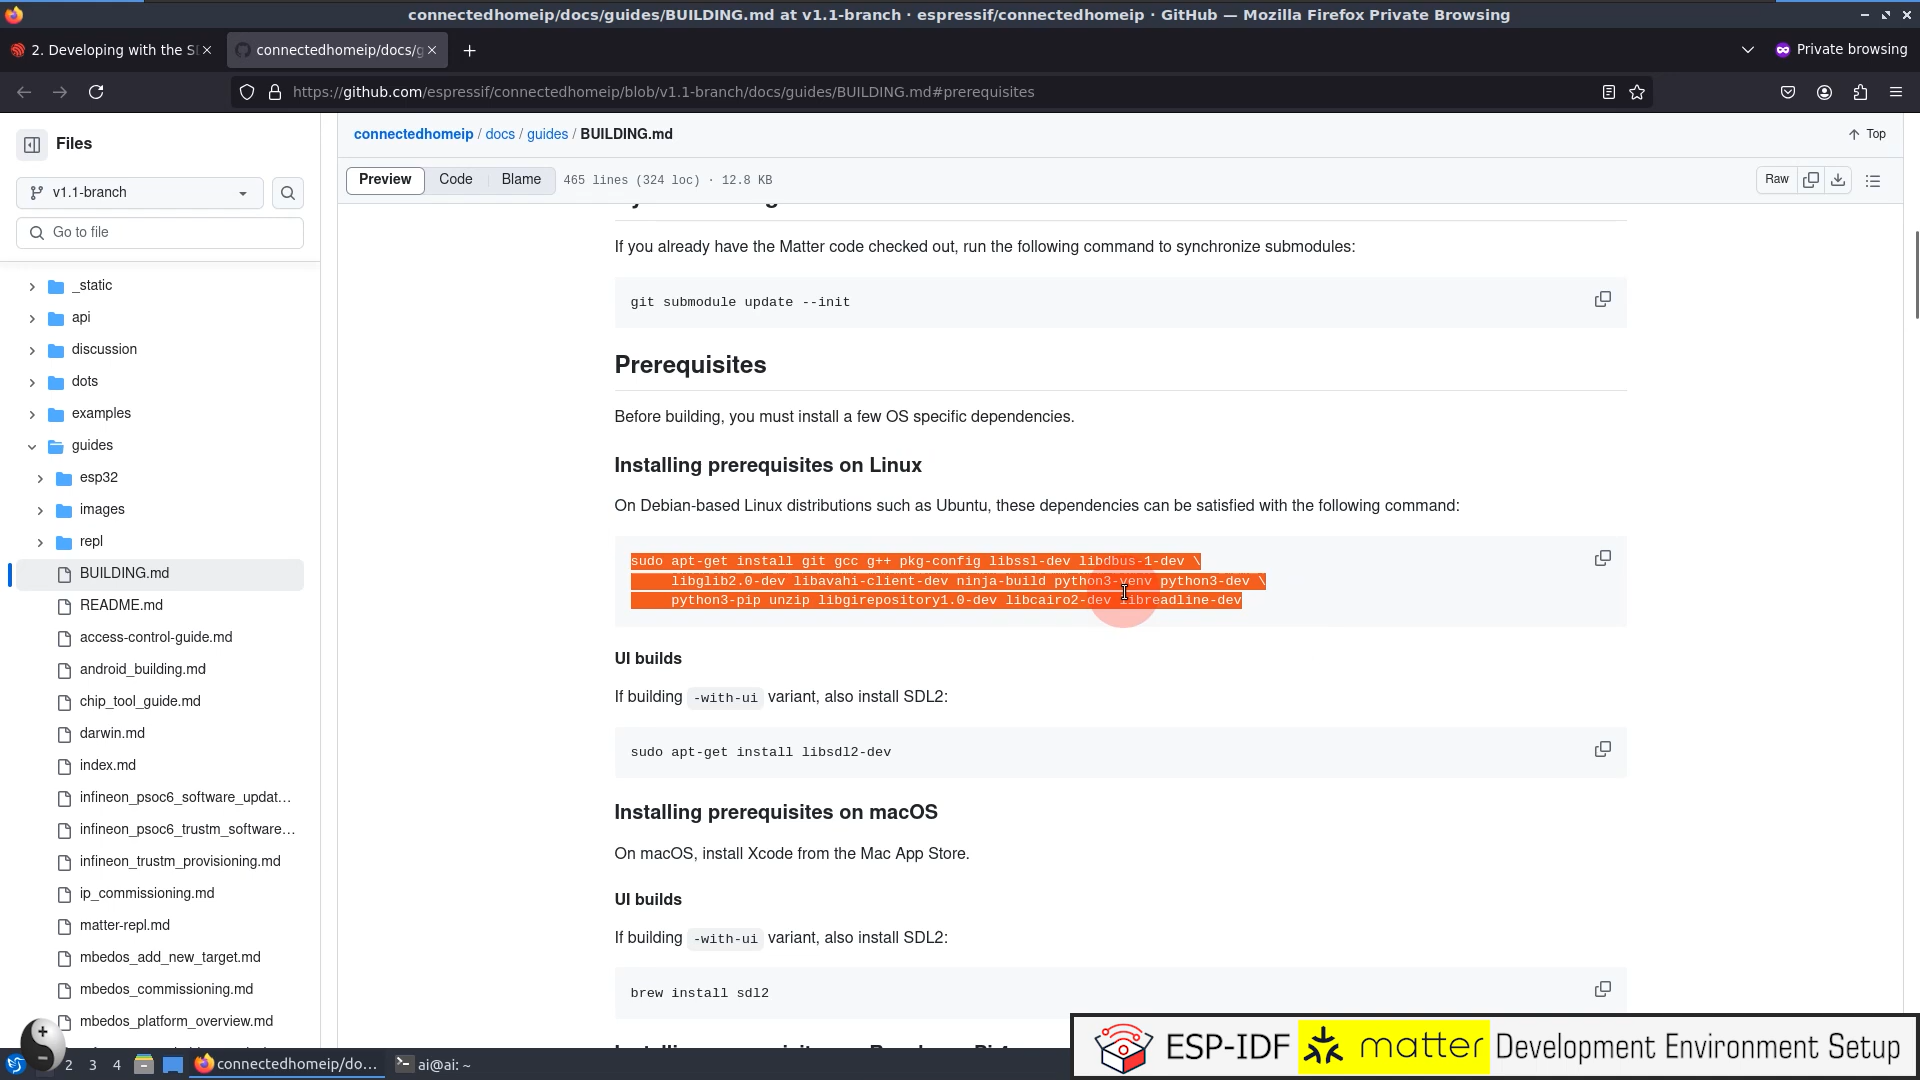 connectedhomeip/docs/guides/BUILDING.md at v1.1-branch · espressif/connectedhomeip · GitHub — Mozilla Firefox Private Browsing
2. Developing with the S
connectedhomeip/docs/g
Private browsing
https://github.com/espressif/connectedhomeip/blob/v1.1-branch/docs/guides/BUILDING.md#prerequisites
Files
connectedhomeip / docs / guides / BUILDING.md
Top
v1.1-branch
Preview
Code
Blame
465 lines (324 loc) · 12.8 KB
Raw
Go to file
_static
api
discussion
dots
examples
guides
esp32
images
repl
BUILDING.md
README.md
access-control-guide.md
android_building.md
chip_tool_guide.md
darwin.md
index.md
infineon_psoc6_software_updat...
infineon_psoc6_trustm_software...
infineon_trustm_provisioning.md
ip_commissioning.md
matter-repl.md
mbedos_add_new_target.md
mbedos_commissioning.md
mbedos_platform_overview.md
If you already have the Matter code checked out, run the following command to synchronize submodules:
git submodule update --init
Prerequisites
Before building, you must install a few OS specific dependencies.
Installing prerequisites on Linux
On Debian-based Linux distributions such as Ubuntu, these dependencies can be satisfied with the following command:
sudo apt-get install git gcc g++ pkg-config libssl-dev libdbus-1-dev \
libglib2.0-dev libavahi-client-dev ninja-build python3-venv python3-dev \
python3-pip unzip libgirepository1.0-dev libcairo2-dev libreadline-dev
UI builds
If building -with-ui variant, also install SDL2:
sudo apt-get install libsdl2-dev
Installing prerequisites on macOS
On macOS, install Xcode from the Mac App Store.
UI builds
If building -with-ui variant, also install SDL2:
brew install sdl2
2 3 4
connectedhomeip/do...
ai@ai: ~
ESP-IDF matter Development Environment Setup